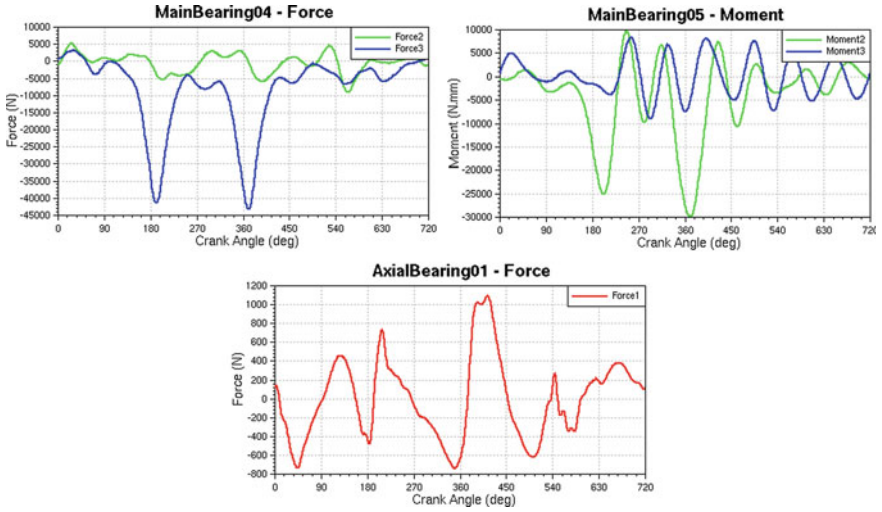 MainBearing04 - Force
Force2
Force3
10000
5000
0
-5000
-10000
-15000
-20000
-25000
-30000
-35000
-40000
-45000
Force (N)
0 90 180 270 360 450 540 630 720
Crank Angle (deg)
MainBearing05 - Moment
Moment2
Moment3
10000
5000
0
-5000
-10000
-15000
-20000
-25000
-30000
Moment (N.mm)
0 90 180 270 360 450 540 630 720
Crank Angle (deg)
AxialBearing01 - Force
Force1
1200
1000
800
600
400
200
0
-200
-400
-600
-800
Force (N)
0 90 180 270 360 450 540 630 720
Crank Angle (deg)